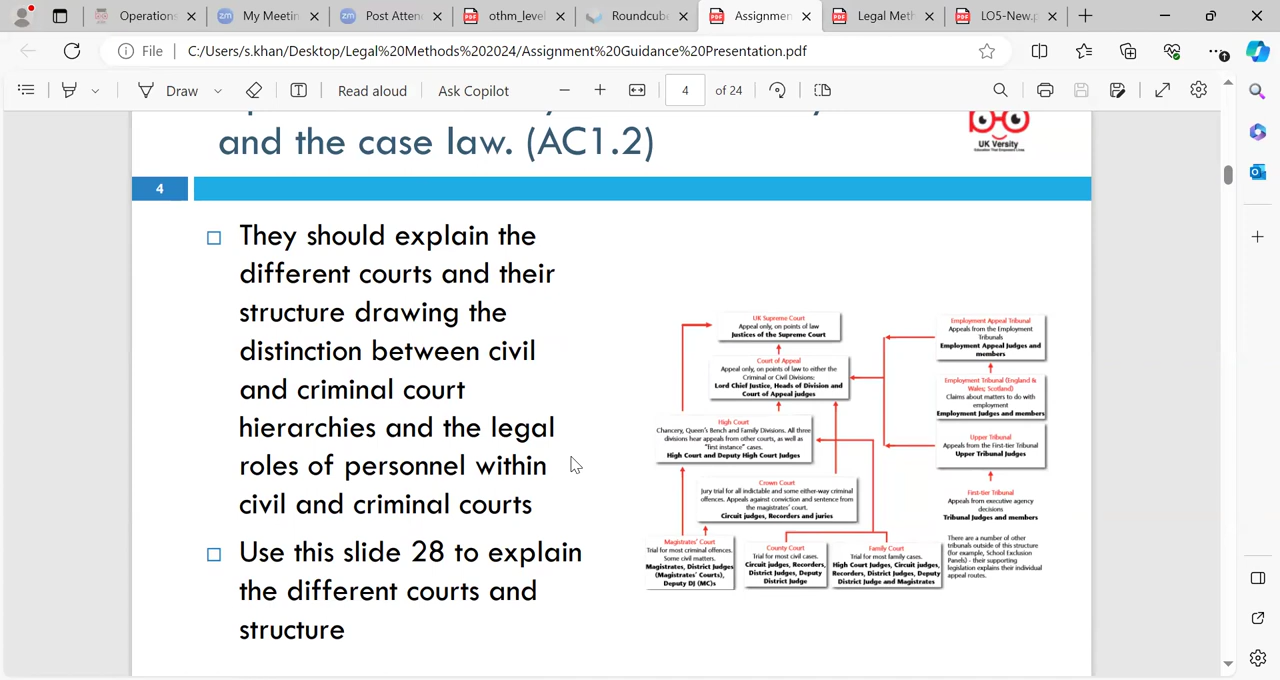 Operations
My Meetin
Post Atten
othm_level
Roundcube
Assignmen
Legal Meth
LO5-New.p
File
C:/Users/s.khan/Desktop/Legal%20Methods%202024/Assignment%20Guidance%20Presentation.pdf
Draw
Read aloud
Ask Copilot
4
of 24
and the case law. (AC1.2)
UK Versity
4
They should explain the
different courts and their
structure drawing the
distinction between civil
and criminal court
hierarchies and the legal
roles of personnel within
civil and criminal courts
Use this slide 28 to explain
the different courts and
structure
UK Supreme Court
Appeal only, on points of law
Justices of the Supreme Court
Court of Appeal
Appeal only, on points of law to either the
Criminal or Civil Divisions:
Lord Chief Justice, Heads of Division and
Court of Appeal judges
High Court
Chancery, Queen's Bench and Family Divisions. All three
divisions hear appeals from other courts, as well as
"first instance" cases.
High Court and Deputy High Court Judges
Crown Court
Jury trial for all indictable and some either-way criminal
offences. Appeals against conviction and sentence from
the magistrates' court.
Circuit judges, Recorders and juries
Magistrates' Court
Trial for most criminal offences.
Some civil matters.
Magistrates, District Judges
(Magistrates' Courts),
Deputy DJ (MC)s
County Court
Trial for most civil cases.
Circuit judges, Recorders,
District Judges, Deputy
District Judge
Family Court
Trial for most family cases.
High Court Judges, Circuit judges,
Recorders, District Judges, Deputy
District Judge and Magistrates
Employment Appeal Tribunal
Appeals from the Employment
Tribunals
Employment Appeal Judges and
members
Employment Tribunal (England &
Wales; Scotland)
Claims about matters to do with
employment
Employment Judges and members
Upper Tribunal
Appeals from the First-tier Tribunal
Upper Tribunal Judges
First-tier Tribunal
Appeals from executive agency
decisions
Tribunal Judges and members
There are a number of other
tribunals outside of this structure
(for example, School Exclusion
Panels) - their supporting
legislation explains their individual
appeal routes.